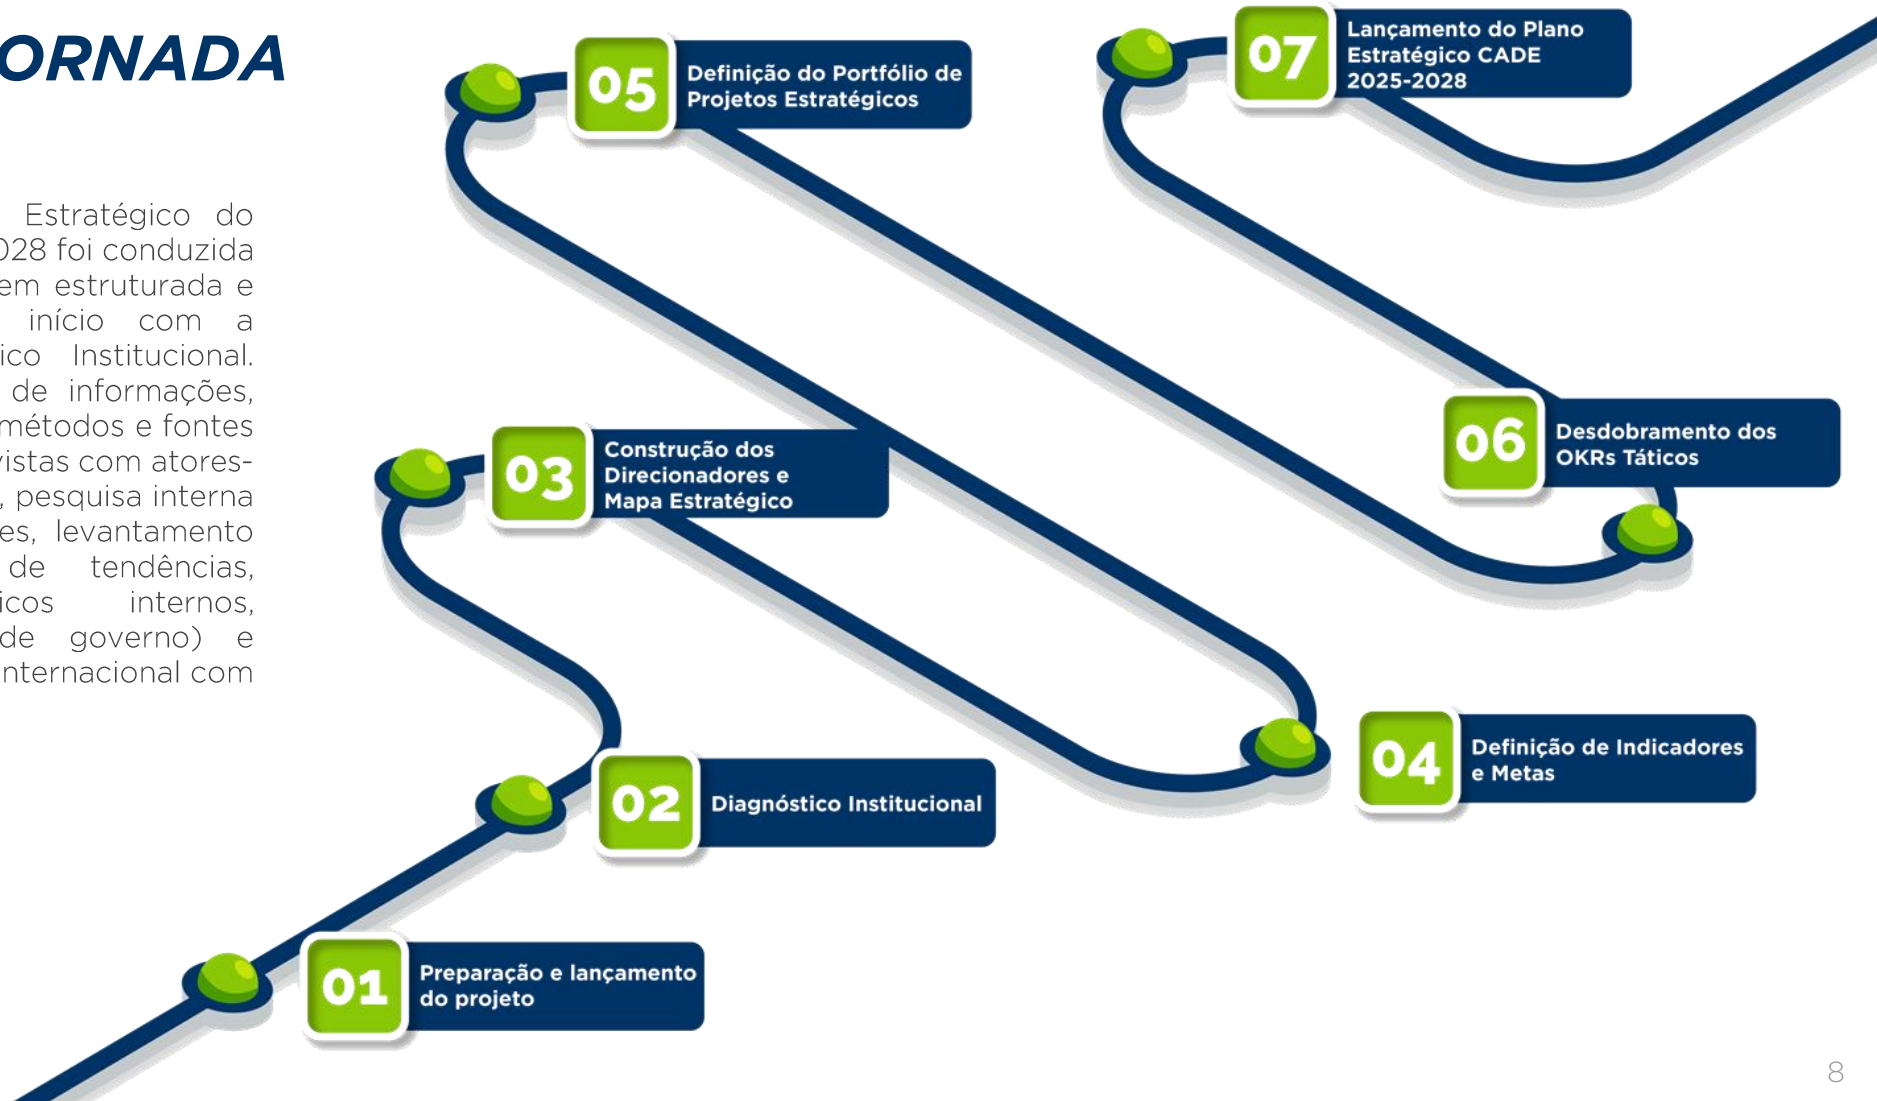 ORNADA
Estratégico do
028 foi conduzida
em estruturada e
início com a
ico Institucional.
de informações,
métodos e fontes
vistas com atores-
, pesquisa interna
es, levantamento
de tendências,
icos internos,
de governo) e
nternacional com
05
Definição do Portfólio de
Projetos Estratégicos
07
Lançamento do Plano
Estratégico CADE
2025-2028
03
Construção dos
Direcionadores e
Mapa Estratégico
06
Desdobramento dos
OKRs Táticos
02
Diagnóstico Institucional
04
Definição de Indicadores
e Metas
01
Preparação e lançamento
do projeto
8